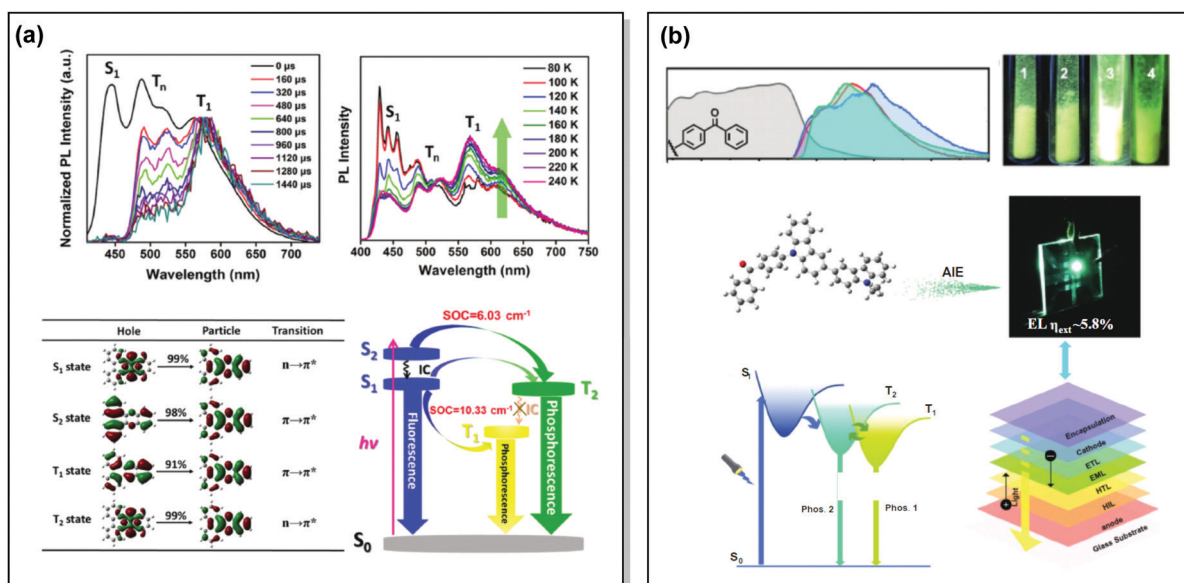 (a)
Normalized PL Intensity (a.u.)
S1
Tn
T1
0 μs
160 μs
320 μs
480 μs
640 μs
800 μs
960 μs
1120 μs
1280 μs
1440 μs
450 500 550 600 650 700
Wavelength (nm)
PL Intensity
S1
Tn
T1
80 K
100 K
120 K
140 K
160 K
180 K
200 K
220 K
240 K
400 450 500 550 600 650 700 750
Wavelength (nm)
Hole Particle Transition
S1 state 99% n→π*
S2 state 98% π→π*
T1 state 91% π→π*
T2 state 99% n→π*
SOC=6.03 cm-1
S2
IC
S1
T2
SOC=10.33 cm-1
IC
T1
hν
Fluorescence
Phosphorescence
Phosphorescence
S0
(b)
O
1 2 3 4
AIE
EL ηext~5.8%
S1
T2
T1
Phos. 2
Phos. 1
S0
Encapsulation
Cathode
ETL
EML
HTL
HIL
anode
Glass Substrate
Light
−
+